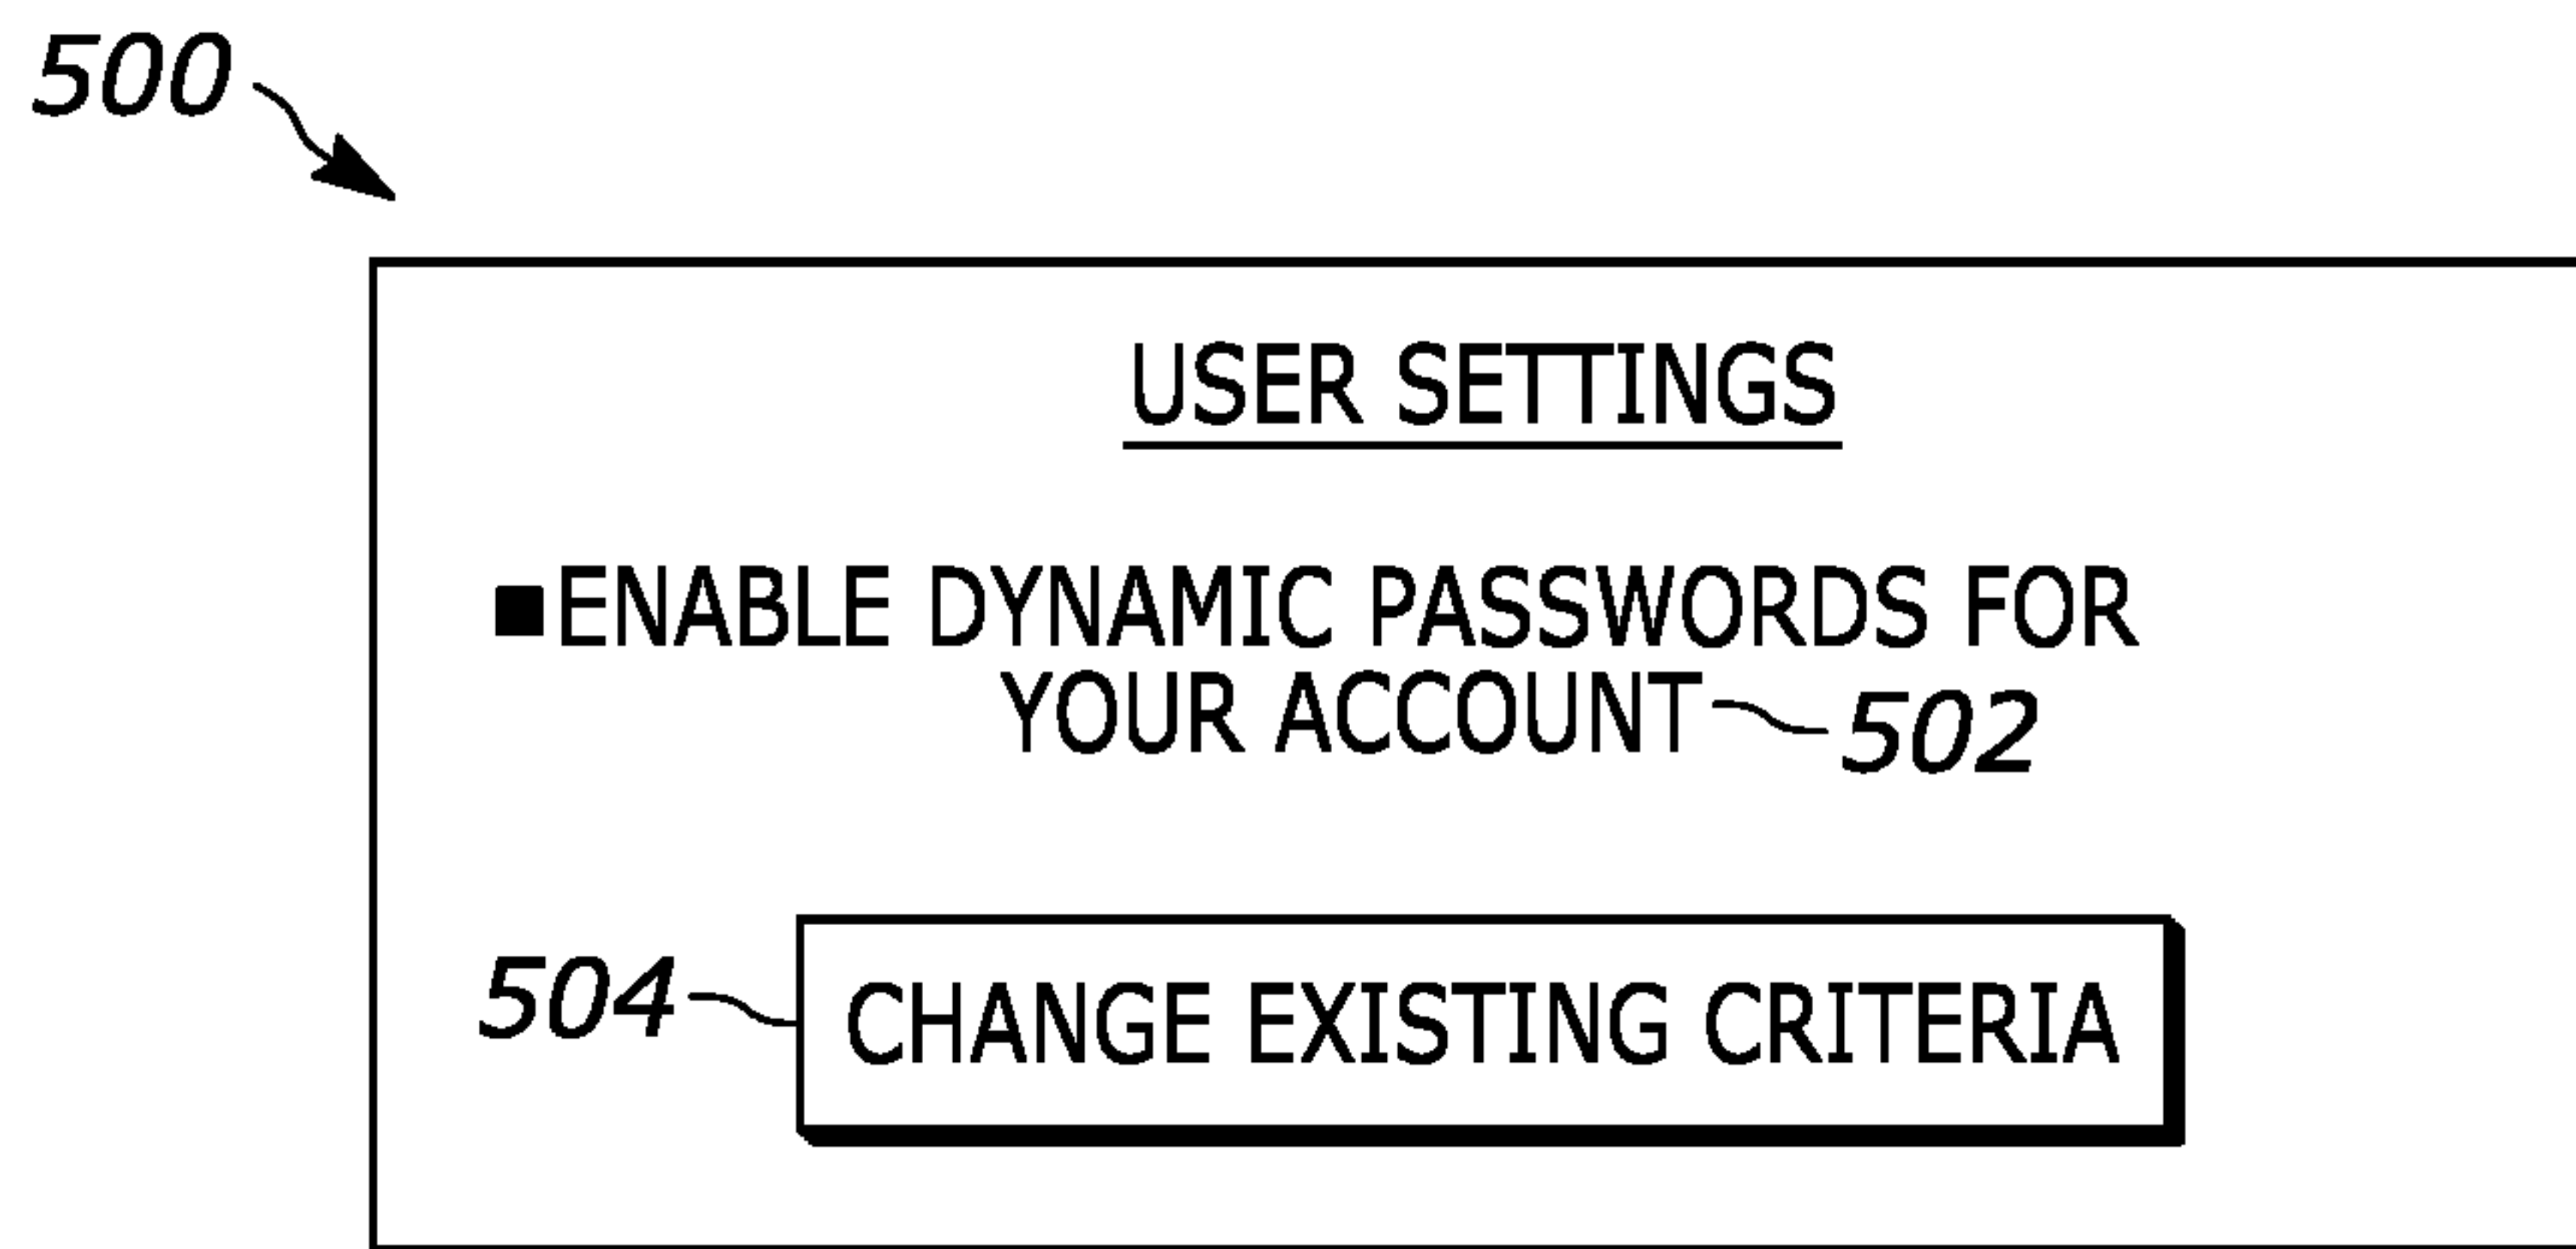 500
USER SETTINGS
■ENABLE DYNAMIC PASSWORDS FOR
YOUR ACCOUNT 502
504 CHANGE EXISTING CRITERIA